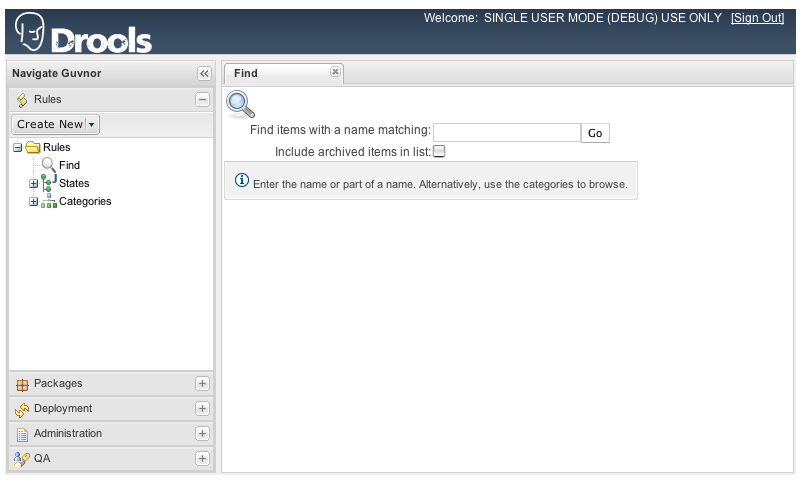 Welcome: SINGLE USER MODE (DEBUG) USE ONLY [Sign Out]
Drools
Navigate Guvnor
Rules
Create New
Rules
Find
States
Categories
Packages
Deployment
Administration
QA
Find
Find items with a name matching: Go
Include archived items in list:
Enter the name or part of a name. Alternatively, use the categories to browse.